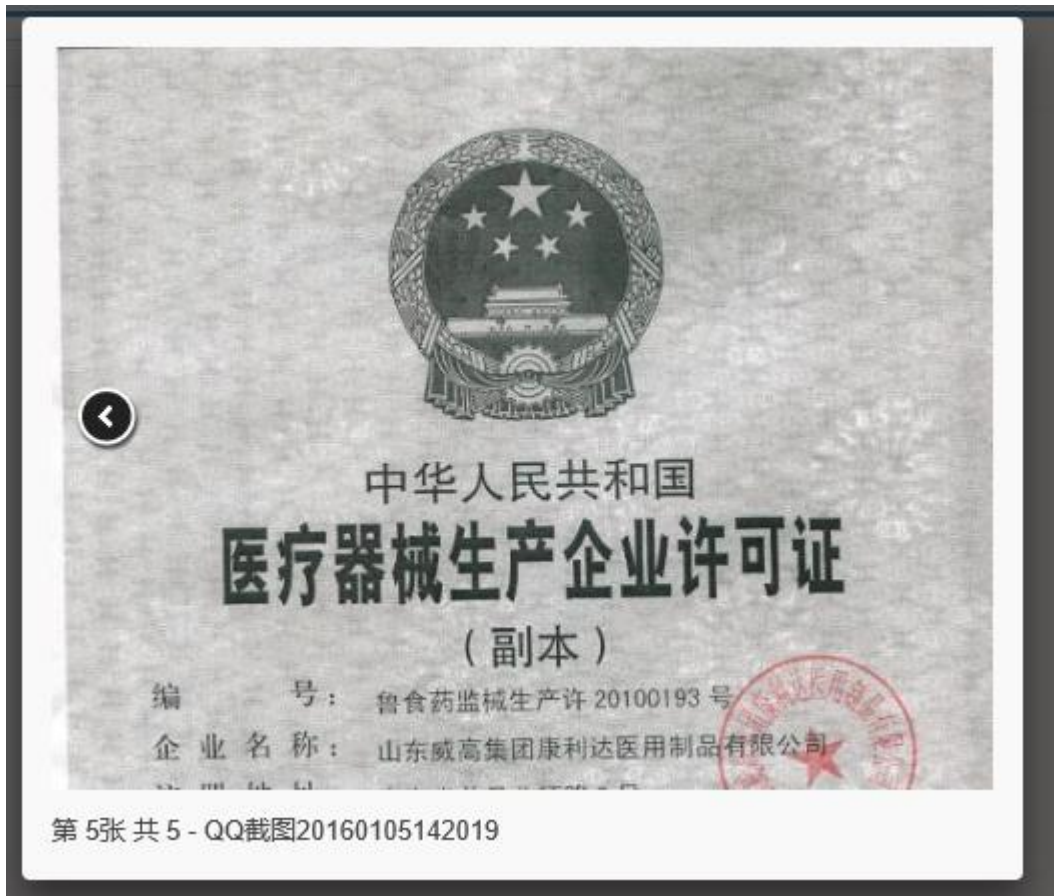 中华人民共和国
医疗器械生产企业许可证
（副本）
编 号：鲁食药监械生产许 20100193 号
企业名称：山东威高集团康利达医用制品有限公司
第 5张 共 5 - QQ截图20160105142019